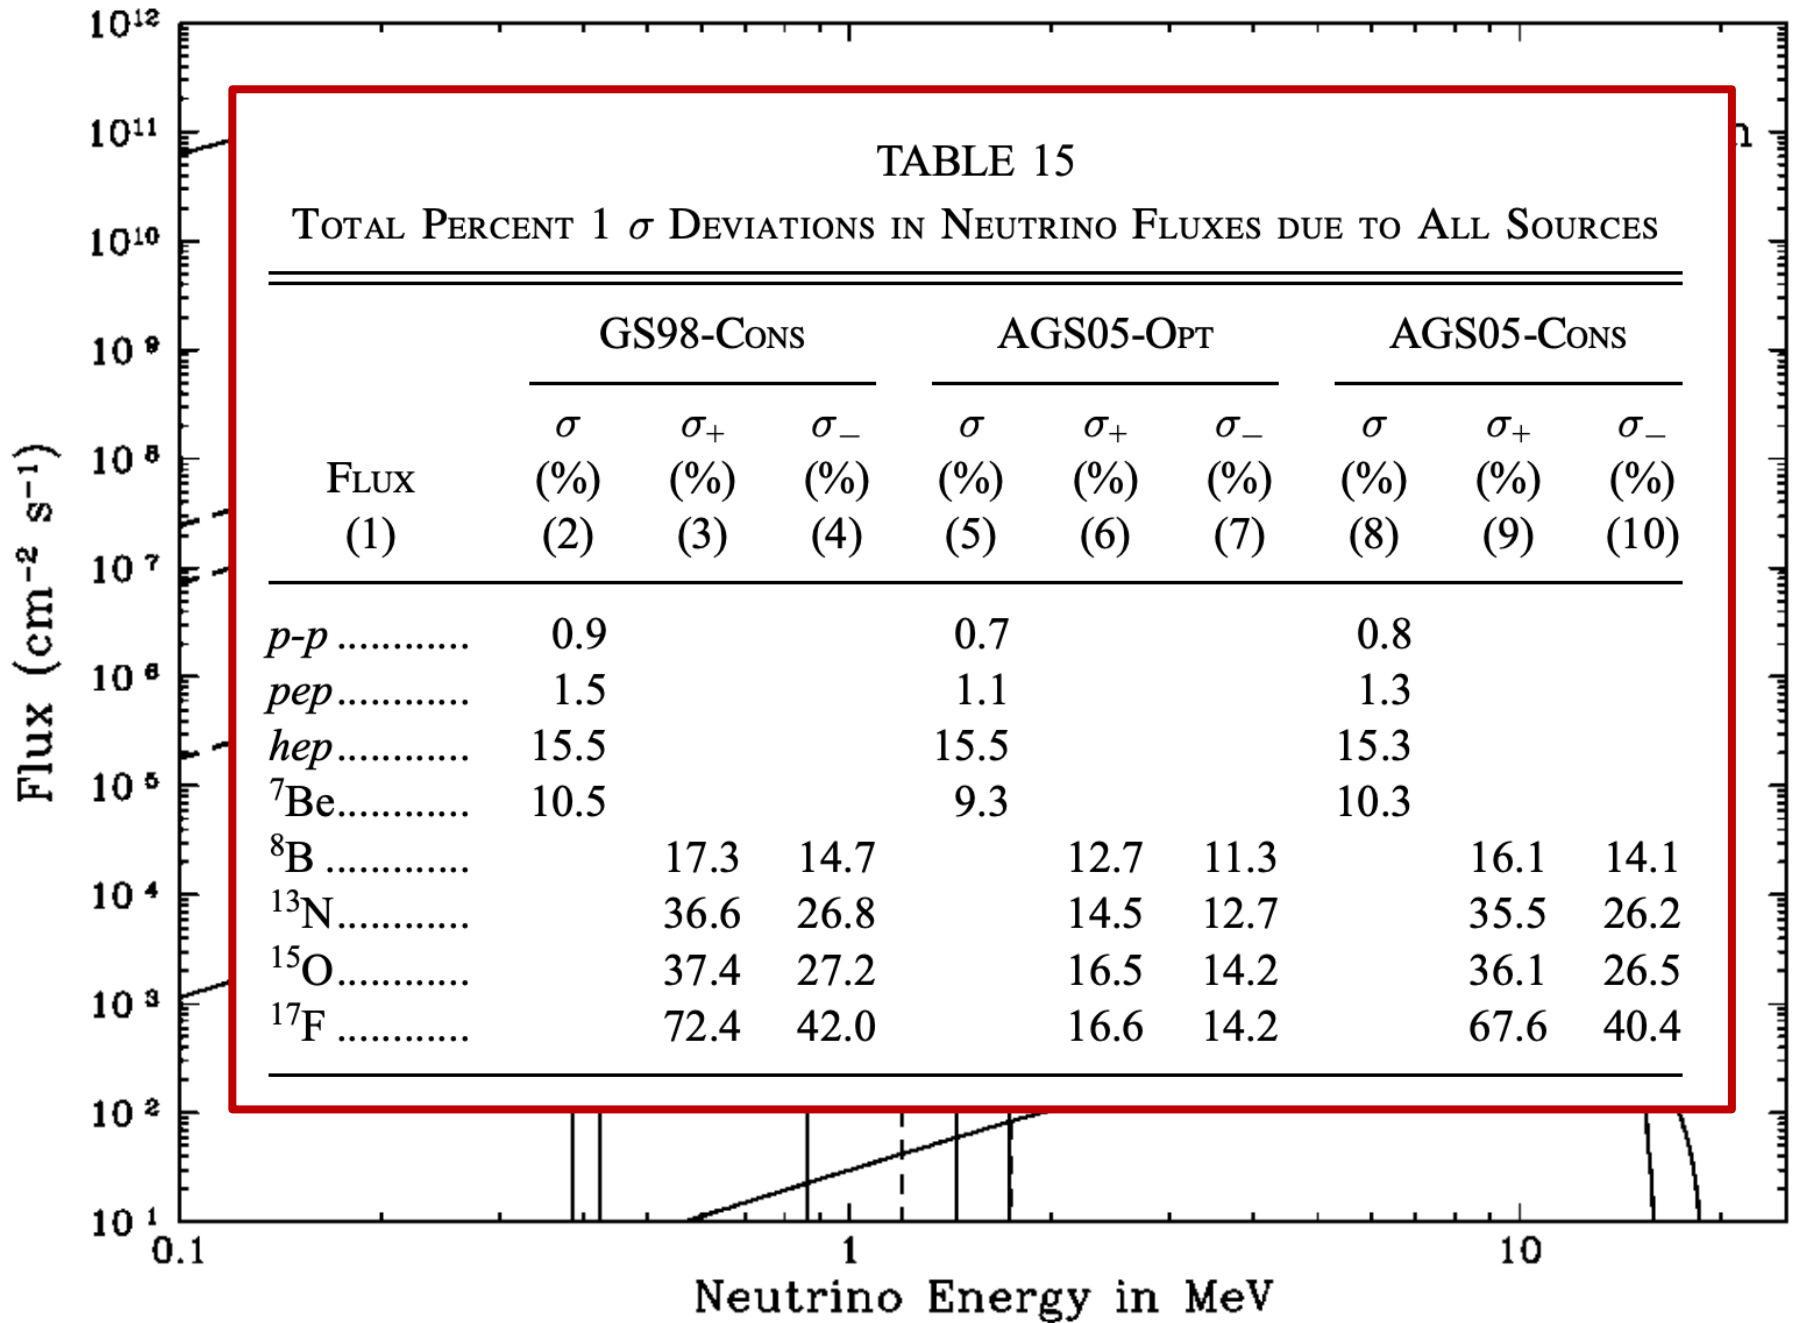 10¹²
10¹¹
10¹⁰
10⁹
10⁸
10⁷
10⁶
10⁵
10⁴
10³
10²
10¹
Flux (cm⁻² s⁻¹)
n
TABLE 15
TOTAL PERCENT 1 σ DEVIATIONS IN NEUTRINO FLUXES DUE TO ALL SOURCES
GS98-CONS AGS05-OPT AGS05-CONS
σ σ₊ σ₋ σ σ₊ σ₋ σ σ₊ σ₋
FLUX (%) (%) (%) (%) (%) (%) (%) (%) (%)
(1) (2) (3) (4) (5) (6) (7) (8) (9) (10)
p-p ............ 0.9 0.7 0.8
pep ............ 1.5 1.1 1.3
hep ............ 15.5 15.5 15.3
⁷Be ............ 10.5 9.3 10.3
⁸B ............. 17.3 14.7 12.7 11.3 16.1 14.1
¹³N ............ 36.6 26.8 14.5 12.7 35.5 26.2
¹⁵O ............ 37.4 27.2 16.5 14.2 36.1 26.5
¹⁷F ............ 72.4 42.0 16.6 14.2 67.6 40.4
0.1 1 10
Neutrino Energy in MeV